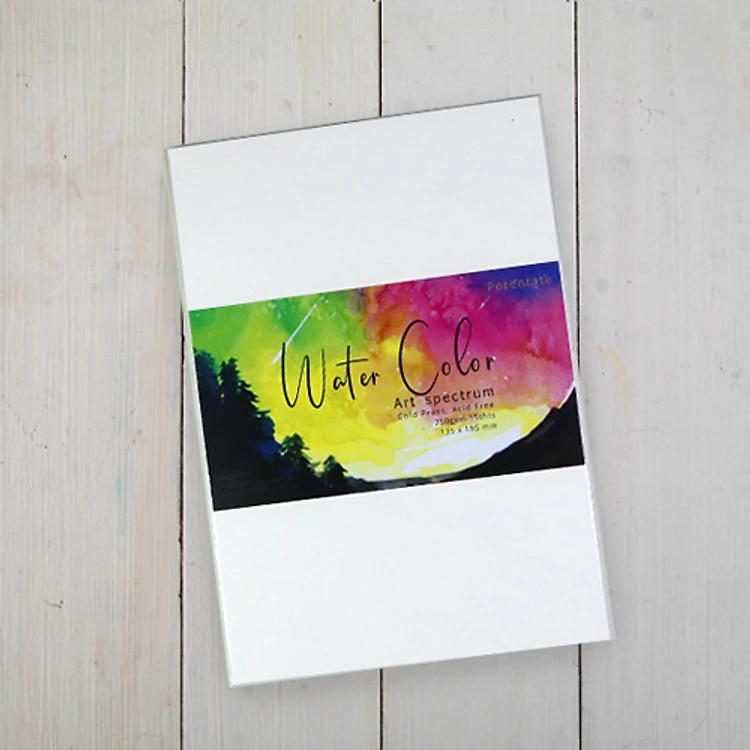 Potentate
Water Color
Art Spectrum
Cold Press, Acid Free
250gsm 15shts
135 x 195 mm